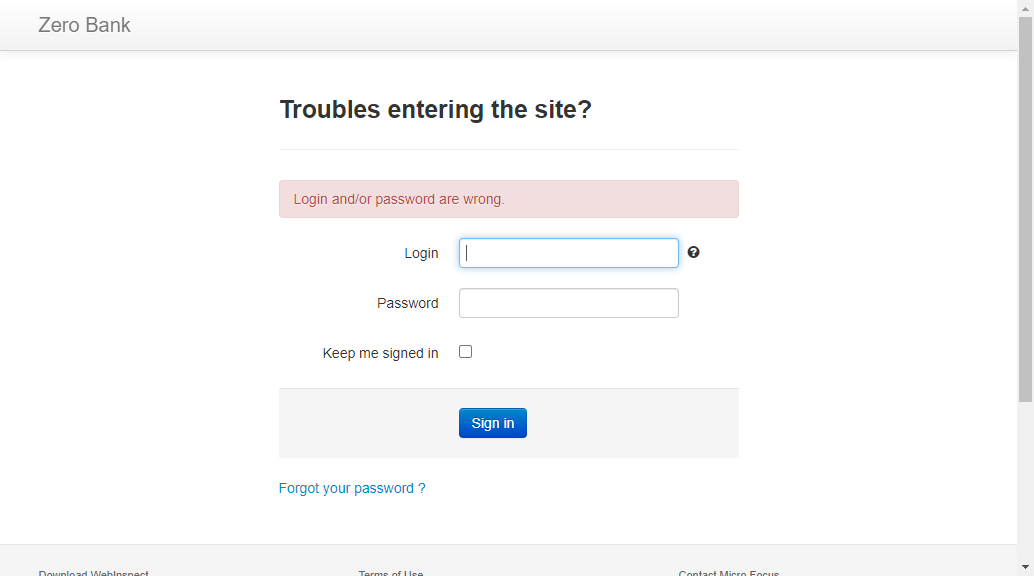 Zero Bank
Troubles entering the site?
Login and/or password are wrong.
Login
Password
Keep me signed in
Sign in
Forgot your password ?
Download WebInspect
Terms of Use
Contact Micro Focus